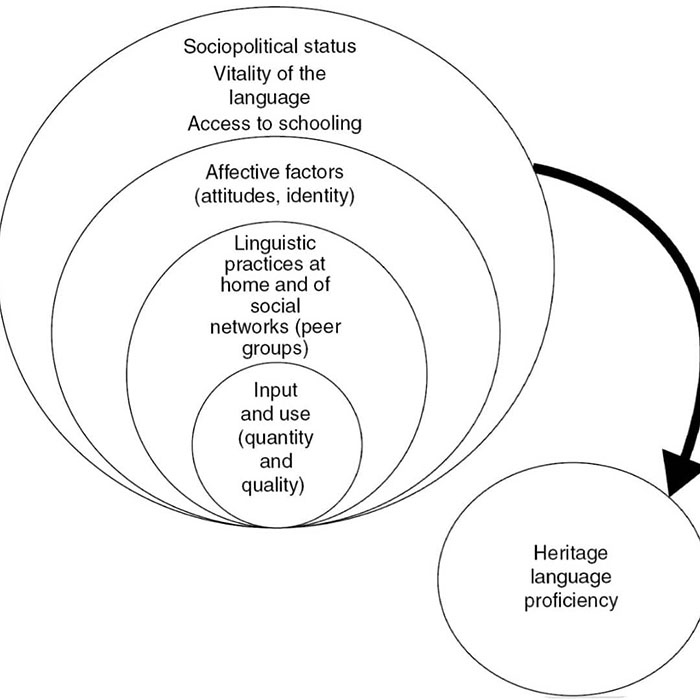 Sociopolitical status
Vitality of the
language
Access to schooling
Affective factors
(attitudes, identity)
Linguistic
practices at
home and of
social
networks (peer
groups)
Input
and use
(quantity
and
quality)
Heritage
language
proficiency